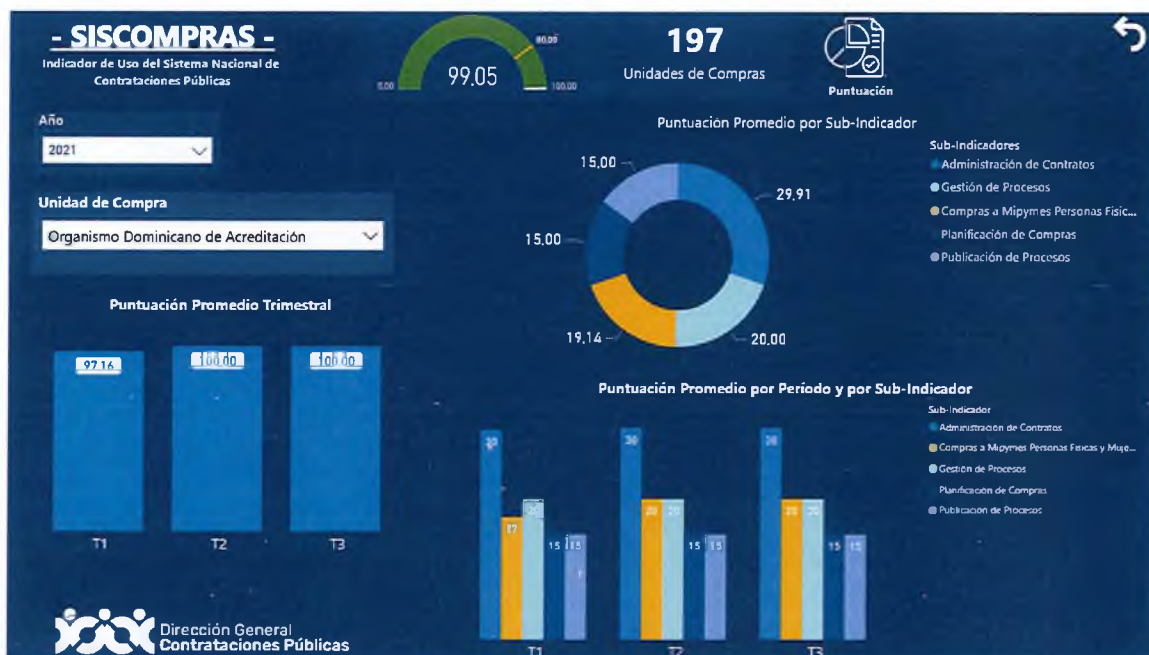 - SISCOMPRAS -
Indicador de Uso del Sistema Nacional de
Contrataciones Públicas
80.00
99.05
0.00
100.00
197
Unidades de Compras
Puntuación
Año
2021
Unidad de Compra
Organismo Dominicano de Acreditación
Puntuación Promedio por Sub-Indicador
15,00
29,91
15,00
19,14
20,00
Sub-Indicadores
Administración de Contratos
Gestión de Procesos
Compras a Mipymes Personas Fisic...
Planificación de Compras
Publicación de Procesos
Puntuación Promedio Trimestral
97.16
100.00
100.00
T1
T2
T3
Puntuación Promedio por Período y por Sub-Indicador
30
17
20
15
15
30
20
20
15
15
30
20
20
15
15
T1
T2
T3
Sub-Indicador
Administración de Contratos
Compras a Mipymes Personas Fisicas y Muje...
Gestión de Procesos
Planificación de Compras
Publicación de Procesos
Dirección General
Contrataciones Públicas